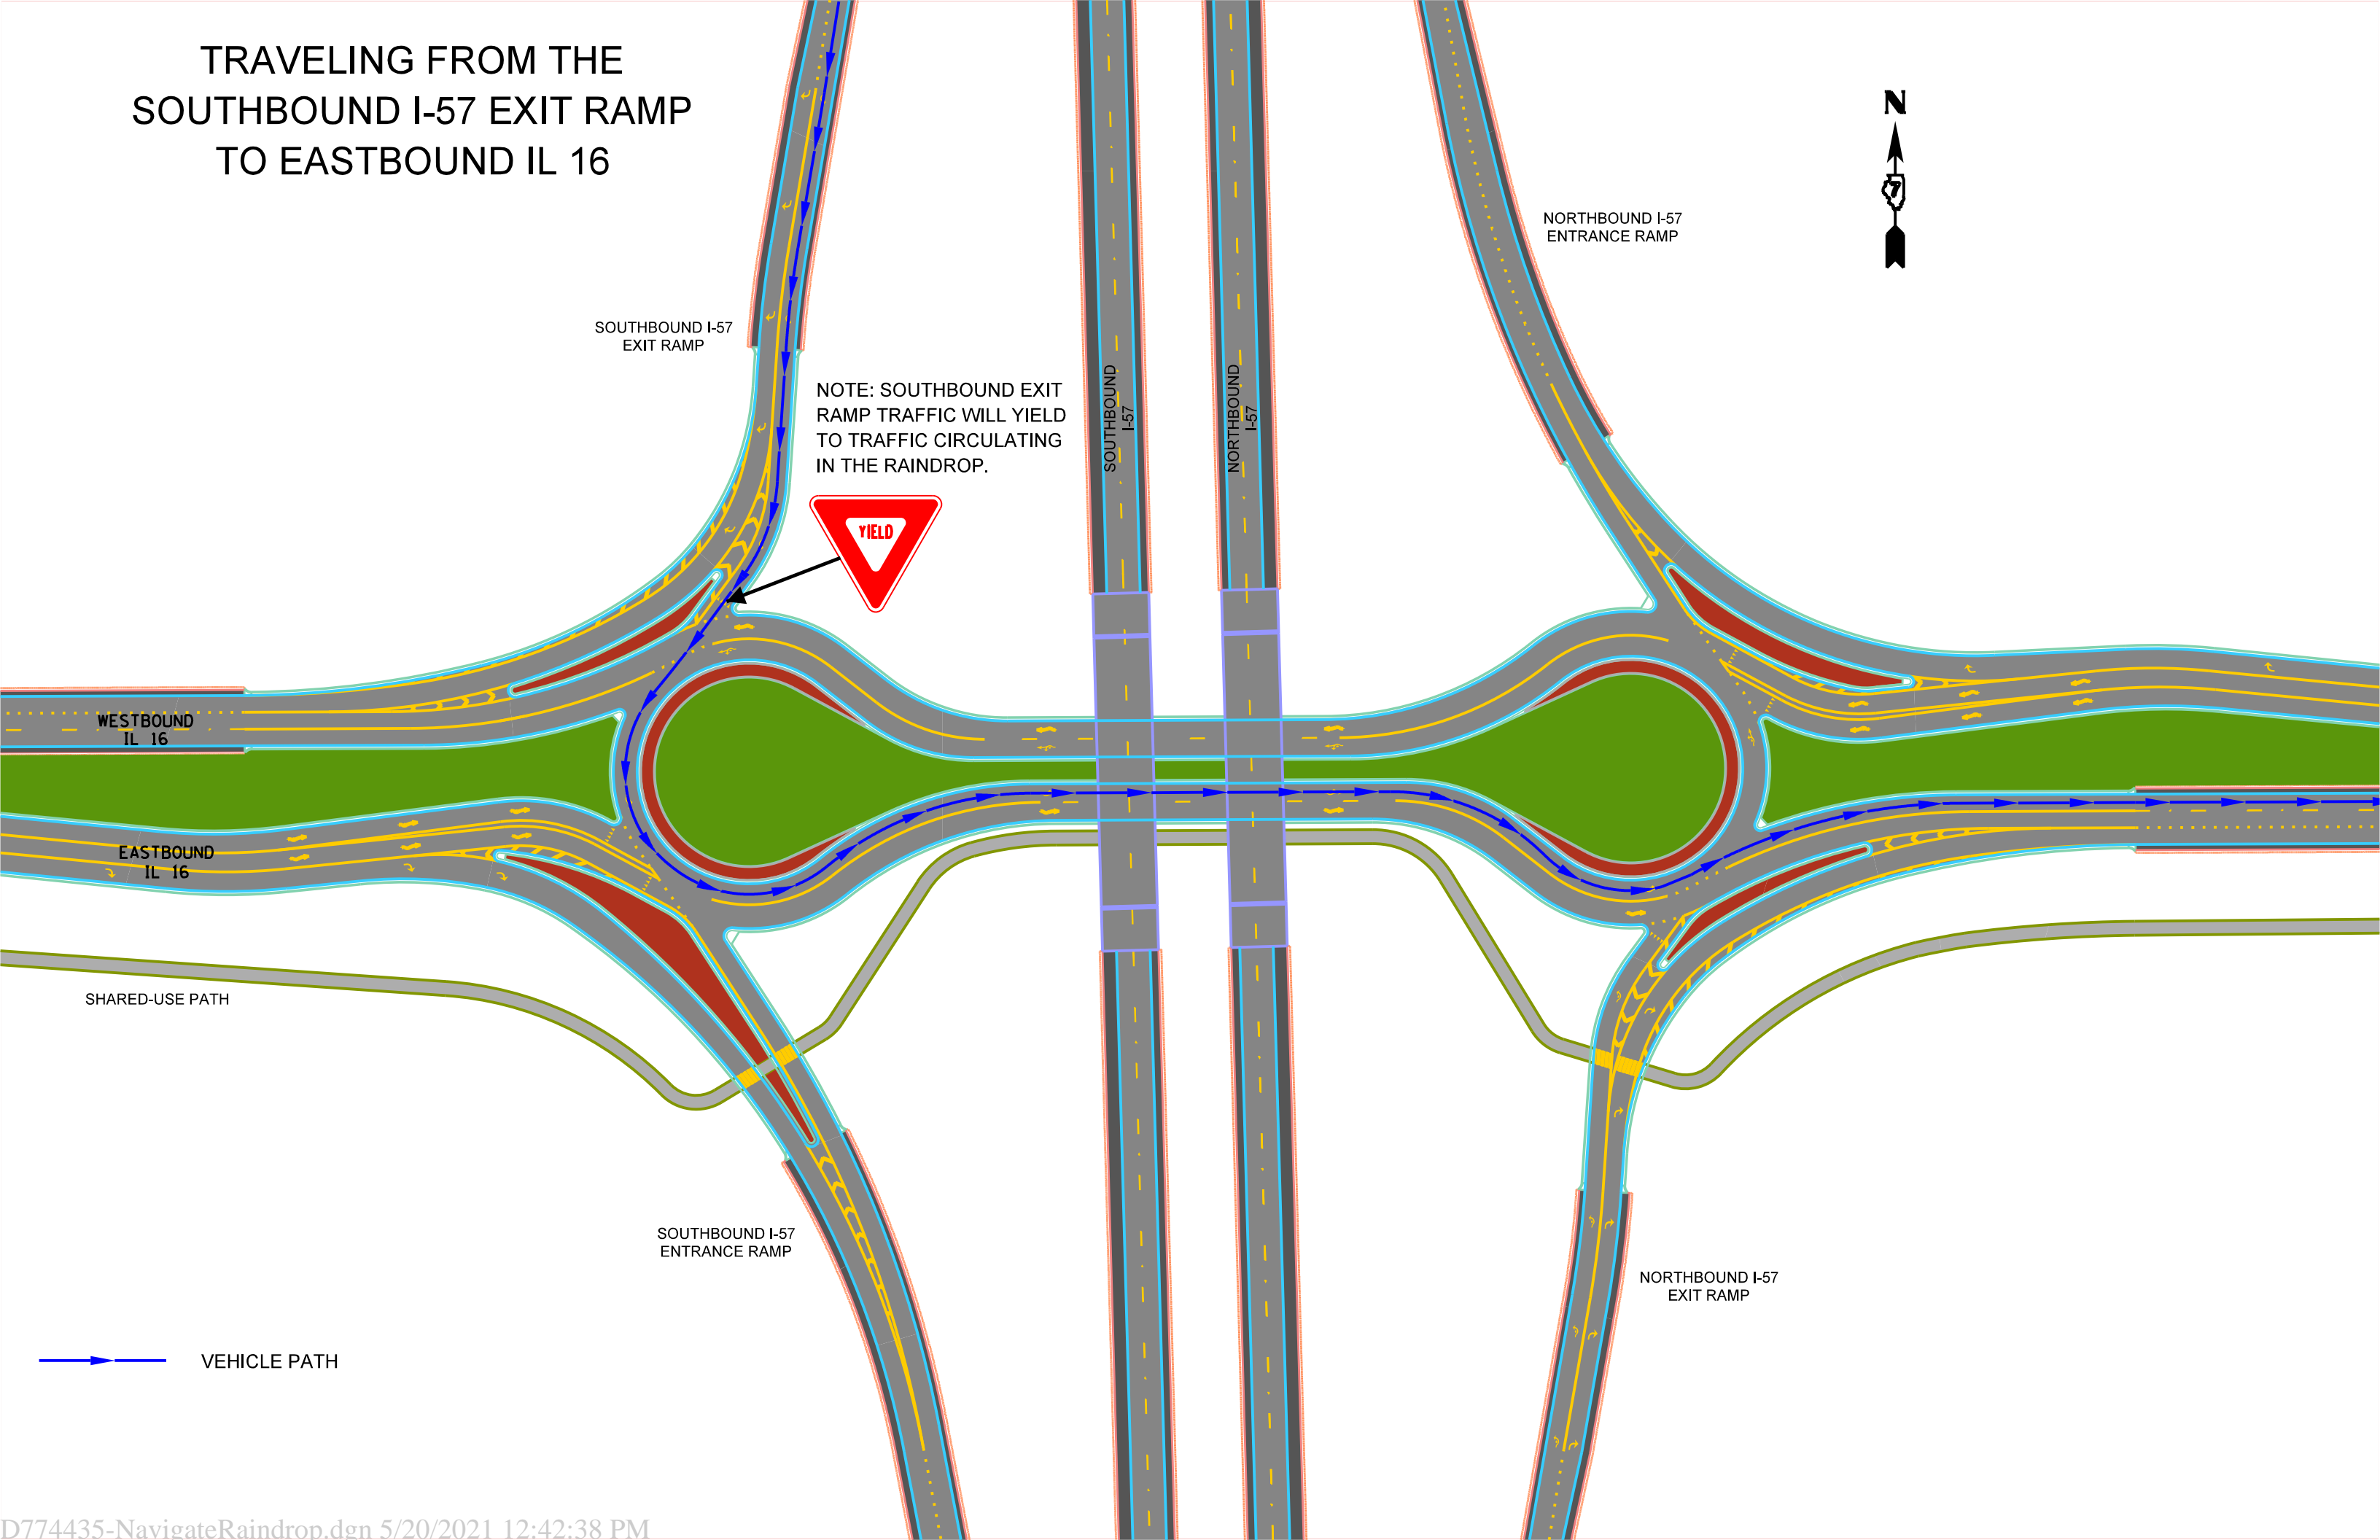 TRAVELING FROM THE
SOUTHBOUND I-57 EXIT RAMP
TO EASTBOUND IL 16
N
7
NORTHBOUND I-57
ENTRANCE RAMP
SOUTHBOUND I-57
EXIT RAMP
NOTE: SOUTHBOUND EXIT
RAMP TRAFFIC WILL YIELD
TO TRAFFIC CIRCULATING
IN THE RAINDROP.
YIELD
SOUTHBOUND
I-57
NORTHBOUND
I-57
WESTBOUND
IL 16
EASTBOUND
IL 16
SHARED-USE PATH
SOUTHBOUND I-57
ENTRANCE RAMP
NORTHBOUND I-57
EXIT RAMP
VEHICLE PATH
D774435-NavigateRaindrop.dgn 5/20/2021 12:42:38 PM